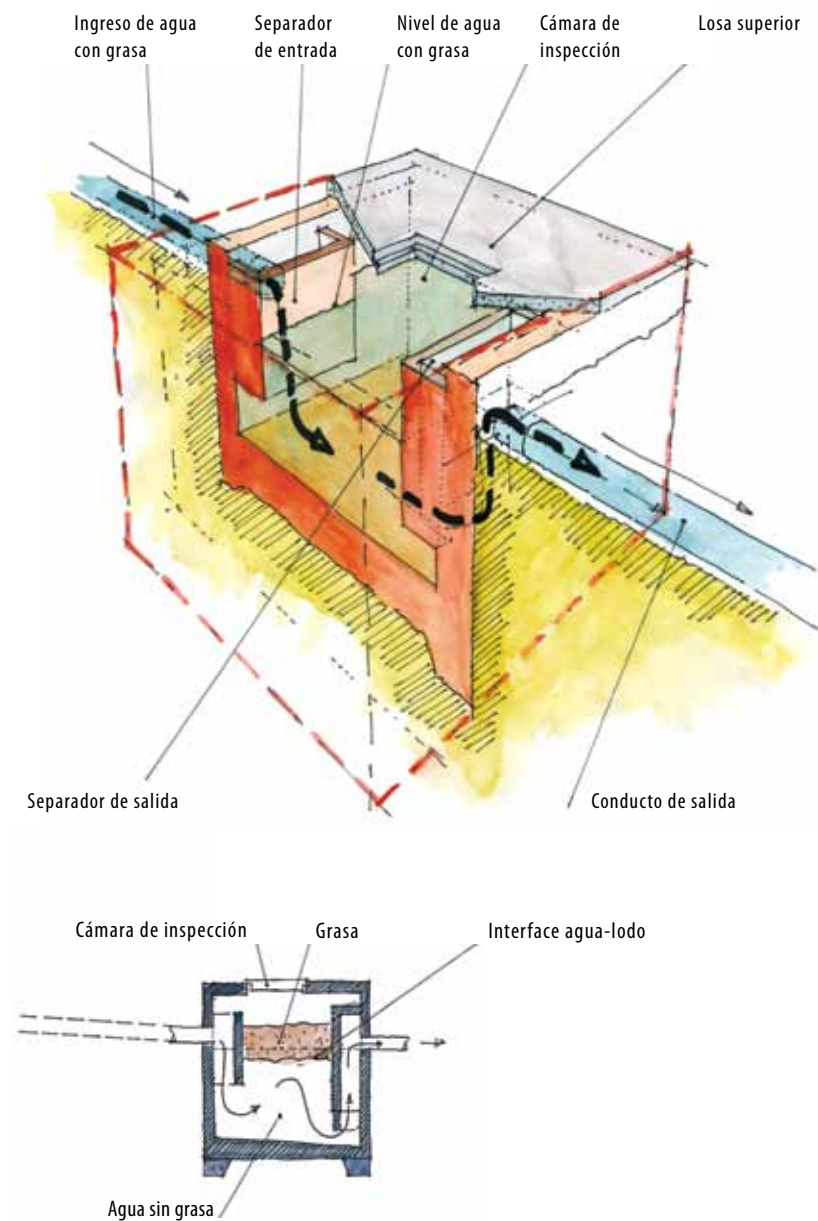 Ingreso de agua
con grasa
Separador
de entrada
Nivel de agua
con grasa
Cámara de
inspección
Losa superior
Separador de salida
Conducto de salida
Cámara de inspección
Grasa
Interface agua-lodo
Agua sin grasa